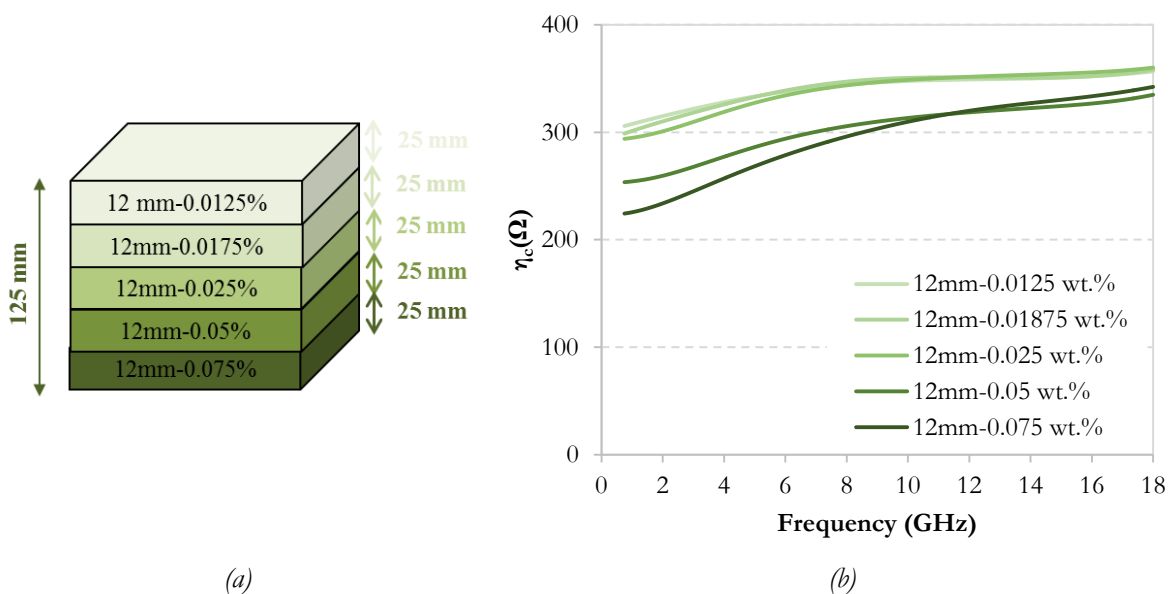 125 mm
12 mm-0.0125%
12mm-0.0175%
12mm-0.025%
12mm-0.05%
12mm-0.075%
25 mm
25 mm
25 mm
25 mm
25 mm
(a)
η_c(Ω)
400
300
200
100
0
0 2 4 6 8 10 12 14 16 18
Frequency (GHz)
12mm-0.0125 wt.%
12mm-0.01875 wt.%
12mm-0.025 wt.%
12mm-0.05 wt.%
12mm-0.075 wt.%
(b)